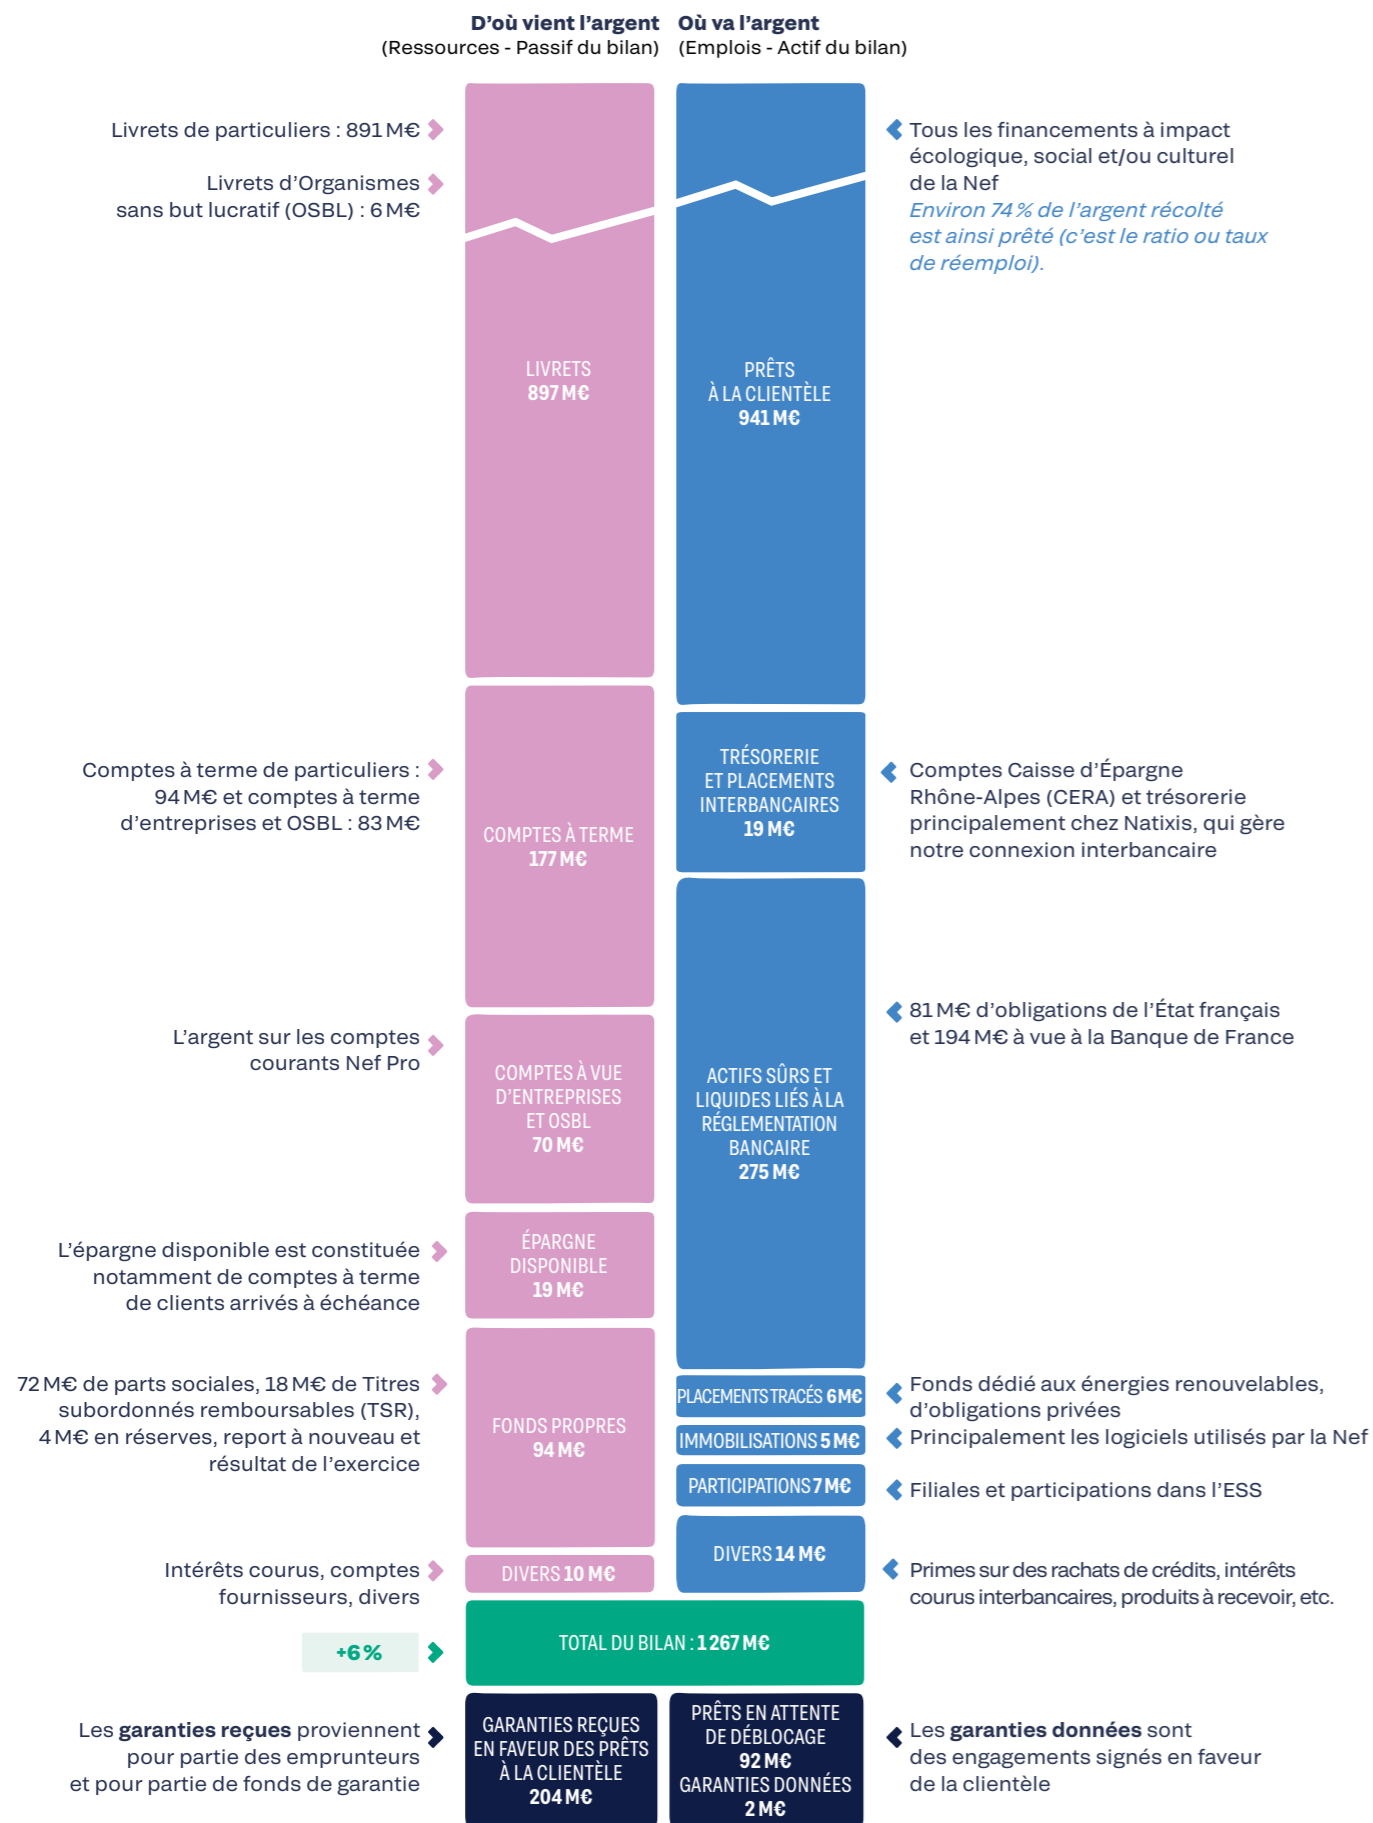 D'où vient l'argent
(Ressources - Passif du bilan)
Où va l'argent
(Emplois - Actif du bilan)
Livrets de particuliers : 891 M€
Livrets d'Organismes
sans but lucratif (OSBL) : 6 M€
LIVRETS
897 M€
PRÊTS
À LA CLIENTÈLE
941 M€
Tous les financements à impact
écologique, social et/ou culturel
de la Nef
Environ 74 % de l'argent récolté
est ainsi prêté (c'est le ratio ou taux
de réemploi).
Comptes à terme de particuliers :
94 M€ et comptes à terme
d'entreprises et OSBL : 83 M€
COMPTES À TERME
177 M€
TRÉSORERIE
ET PLACEMENTS
INTERBANCAIRES
19 M€
Comptes Caisse d'Épargne
Rhône-Alpes (CERA) et trésorerie
principalement chez Natixis, qui gère
notre connexion interbancaire
L'argent sur les comptes
courants Nef Pro
COMPTES À VUE
D'ENTREPRISES
ET OSBL
70 M€
ACTIFS SÛRS ET
LIQUIDES LIÉS À LA
RÉGLEMENTATION
BANCAIRE
275 M€
81 M€ d'obligations de l'État français
et 194 M€ à vue à la Banque de France
L'épargne disponible est constituée
notamment de comptes à terme
de clients arrivés à échéance
ÉPARGNE
DISPONIBLE
19 M€
72 M€ de parts sociales, 18 M€ de Titres
subordonnés remboursables (TSR),
4 M€ en réserves, report à nouveau et
résultat de l'exercice
FONDS PROPRES
94 M€
PLACEMENTS TRACÉS 6 M€
Fonds dédié aux énergies renouvelables,
d'obligations privées
IMMOBILISATIONS 5 M€
Principalement les logiciels utilisés par la Nef
PARTICIPATIONS 7 M€
Filiales et participations dans l'ESS
Intérêts courus, comptes
fournisseurs, divers
DIVERS 10 M€
DIVERS 14 M€
Primes sur des rachats de crédits, intérêts
courus interbancaires, produits à recevoir, etc.
+6 %
TOTAL DU BILAN : 1 267 M€
Les garanties reçues proviennent
pour partie des emprunteurs
et pour partie de fonds de garantie
GARANTIES REÇUES
EN FAVEUR DES PRÊTS
À LA CLIENTÈLE
204 M€
PRÊTS EN ATTENTE
DE DÉBLOCAGE
92 M€
GARANTIES DONNÉES
2 M€
Les garanties données sont
des engagements signés en faveur
de la clientèle